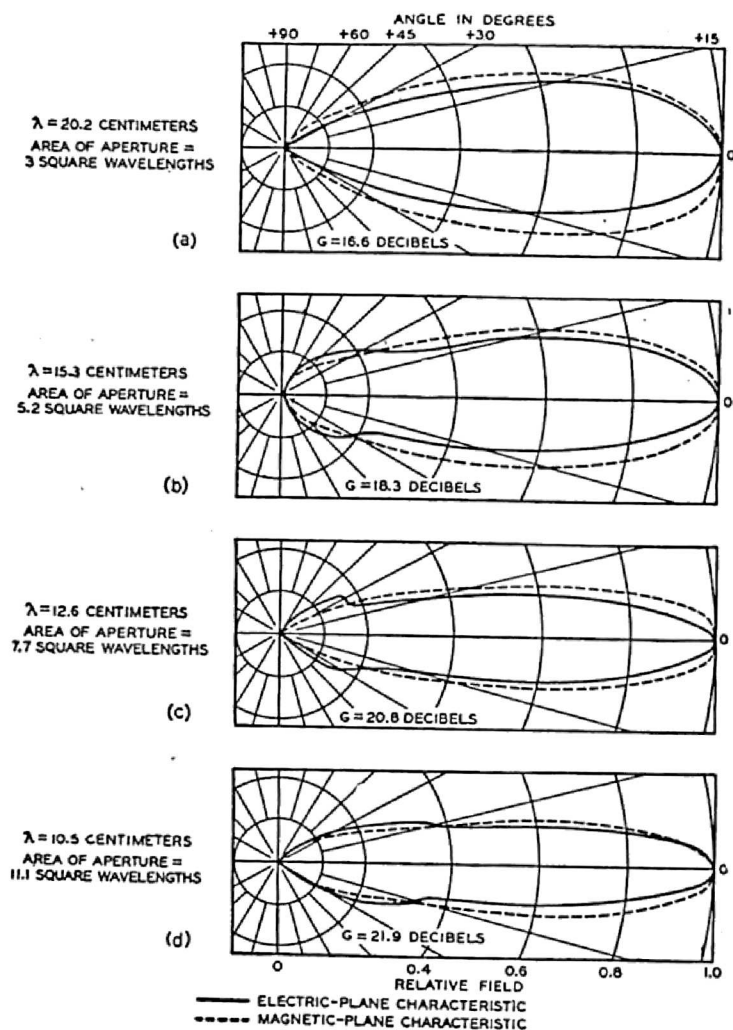 ANGLE IN DEGREES
+90 +60 +45 +30 +15
λ=20.2 CENTIMETERS
AREA OF APERTURE =
3 SQUARE WAVELENGTHS
0
G=16.6 DECIBELS
(a)
1
λ=15.3 CENTIMETERS
AREA OF APERTURE =
5.2 SQUARE WAVELENGTHS
0
G=18.3 DECIBELS
(b)
λ=12.6 CENTIMETERS
AREA OF APERTURE =
7.7 SQUARE WAVELENGTHS
0
G=20.8 DECIBELS
(c)
λ=10.5 CENTIMETERS
AREA OF APERTURE =
11.1 SQUARE WAVELENGTHS
0
G=21.9 DECIBELS
(d)
0 0.4 0.6 0.8 1.0
RELATIVE FIELD
ELECTRIC-PLANE CHARACTERISTIC
MAGNETIC-PLANE CHARACTERISTIC